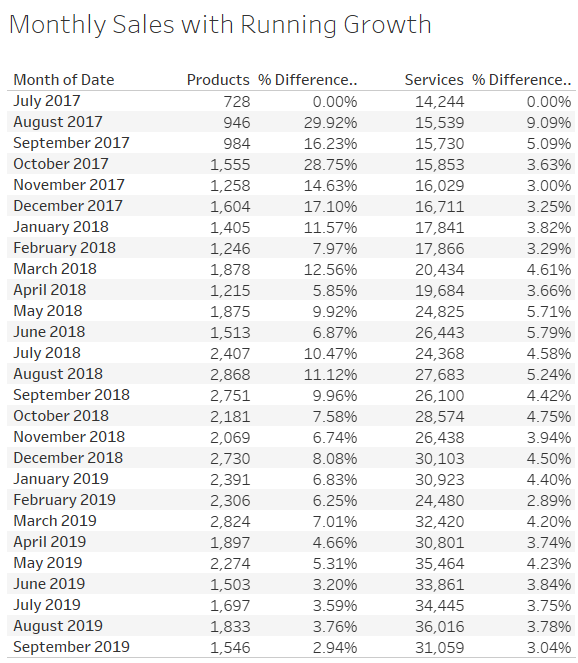 Monthly Sales with Running Growth
Month of Date Products % Difference.. Services % Difference..
July 2017 728 0.00% 14,244 0.00%
August 2017 946 29.92% 15,539 9.09%
September 2017 984 16.23% 15,730 5.09%
October 2017 1,555 28.75% 15,853 3.63%
November 2017 1,258 14.63% 16,029 3.00%
December 2017 1,604 17.10% 16,711 3.25%
January 2018 1,405 11.57% 17,841 3.82%
February 2018 1,246 7.97% 17,866 3.29%
March 2018 1,878 12.56% 20,434 4.61%
April 2018 1,215 5.85% 19,684 3.66%
May 2018 1,875 9.92% 24,825 5.71%
June 2018 1,513 6.87% 26,443 5.79%
July 2018 2,407 10.47% 24,368 4.58%
August 2018 2,868 11.12% 27,683 5.24%
September 2018 2,751 9.96% 26,100 4.42%
October 2018 2,181 7.58% 28,574 4.75%
November 2018 2,069 6.74% 26,438 3.94%
December 2018 2,730 8.08% 30,103 4.50%
January 2019 2,391 6.83% 30,923 4.40%
February 2019 2,306 6.25% 24,480 2.89%
March 2019 2,824 7.01% 32,420 4.20%
April 2019 1,897 4.66% 30,801 3.74%
May 2019 2,274 5.31% 35,464 4.23%
June 2019 1,503 3.20% 33,861 3.84%
July 2019 1,697 3.59% 34,445 3.75%
August 2019 1,833 3.76% 36,016 3.78%
September 2019 1,546 2.94% 31,059 3.04%